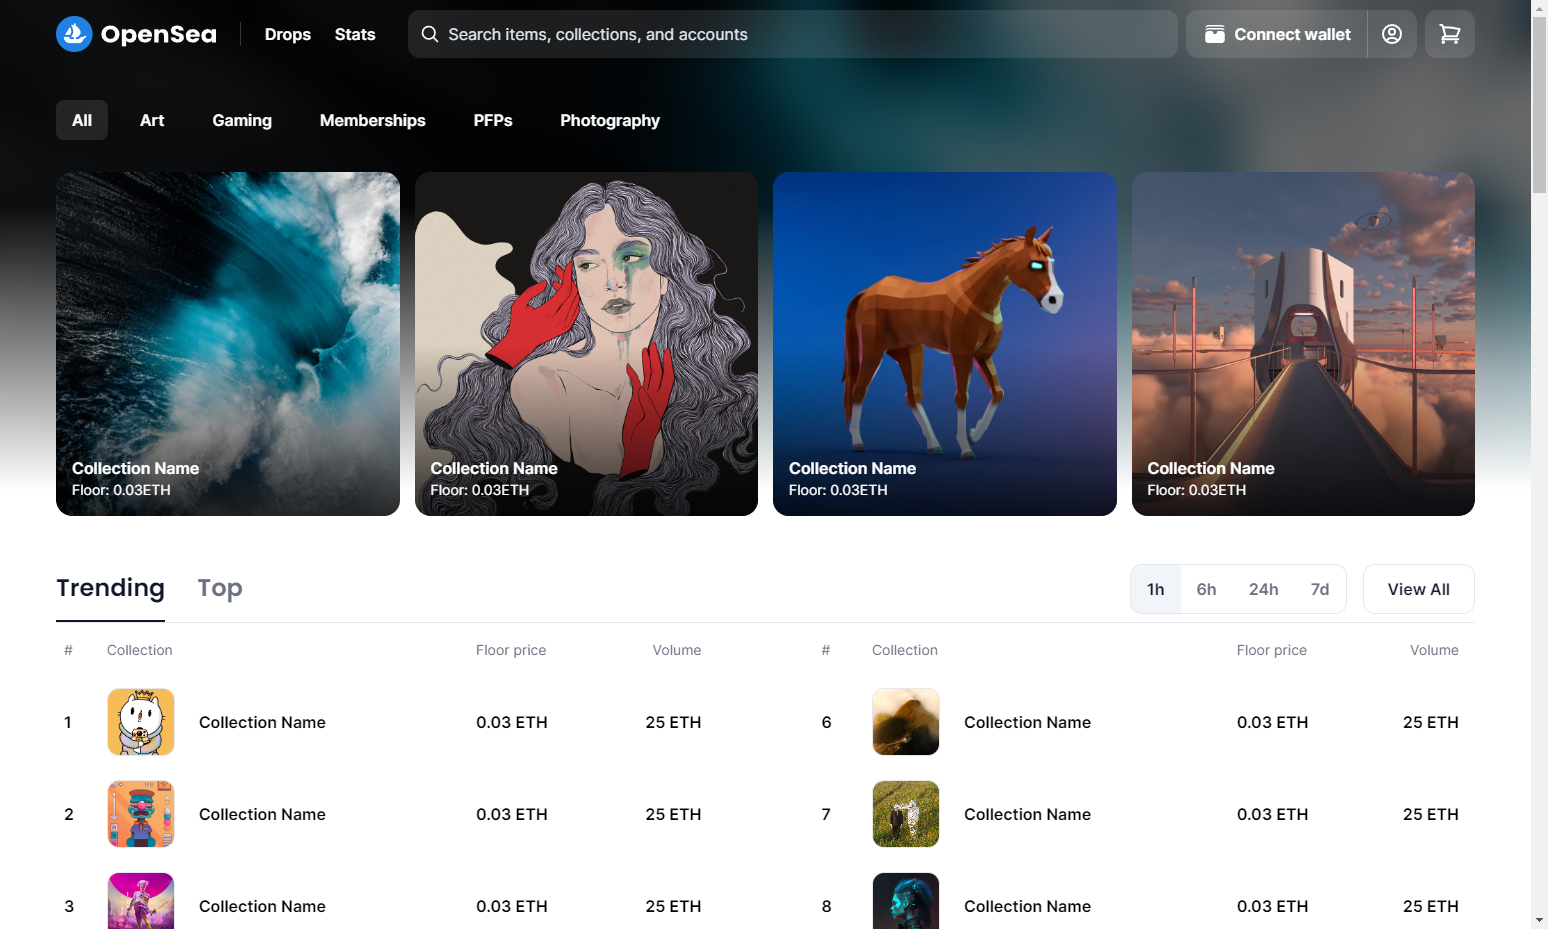 OpenSea
Drops
Stats
Search items, collections, and accounts
Connect wallet
All
Art
Gaming
Memberships
PFPs
Photography
Collection Name
Floor: 0.03ETH
Collection Name
Floor: 0.03ETH
Collection Name
Floor: 0.03ETH
Collection Name
Floor: 0.03ETH
Trending
Top
1h
6h
24h
7d
View All
# Collection Floor price Volume # Collection Floor price Volume
1 Collection Name 0.03 ETH 25 ETH 6 Collection Name 0.03 ETH 25 ETH
2 Collection Name 0.03 ETH 25 ETH 7 Collection Name 0.03 ETH 25 ETH
3 Collection Name 0.03 ETH 25 ETH 8 Collection Name 0.03 ETH 25 ETH